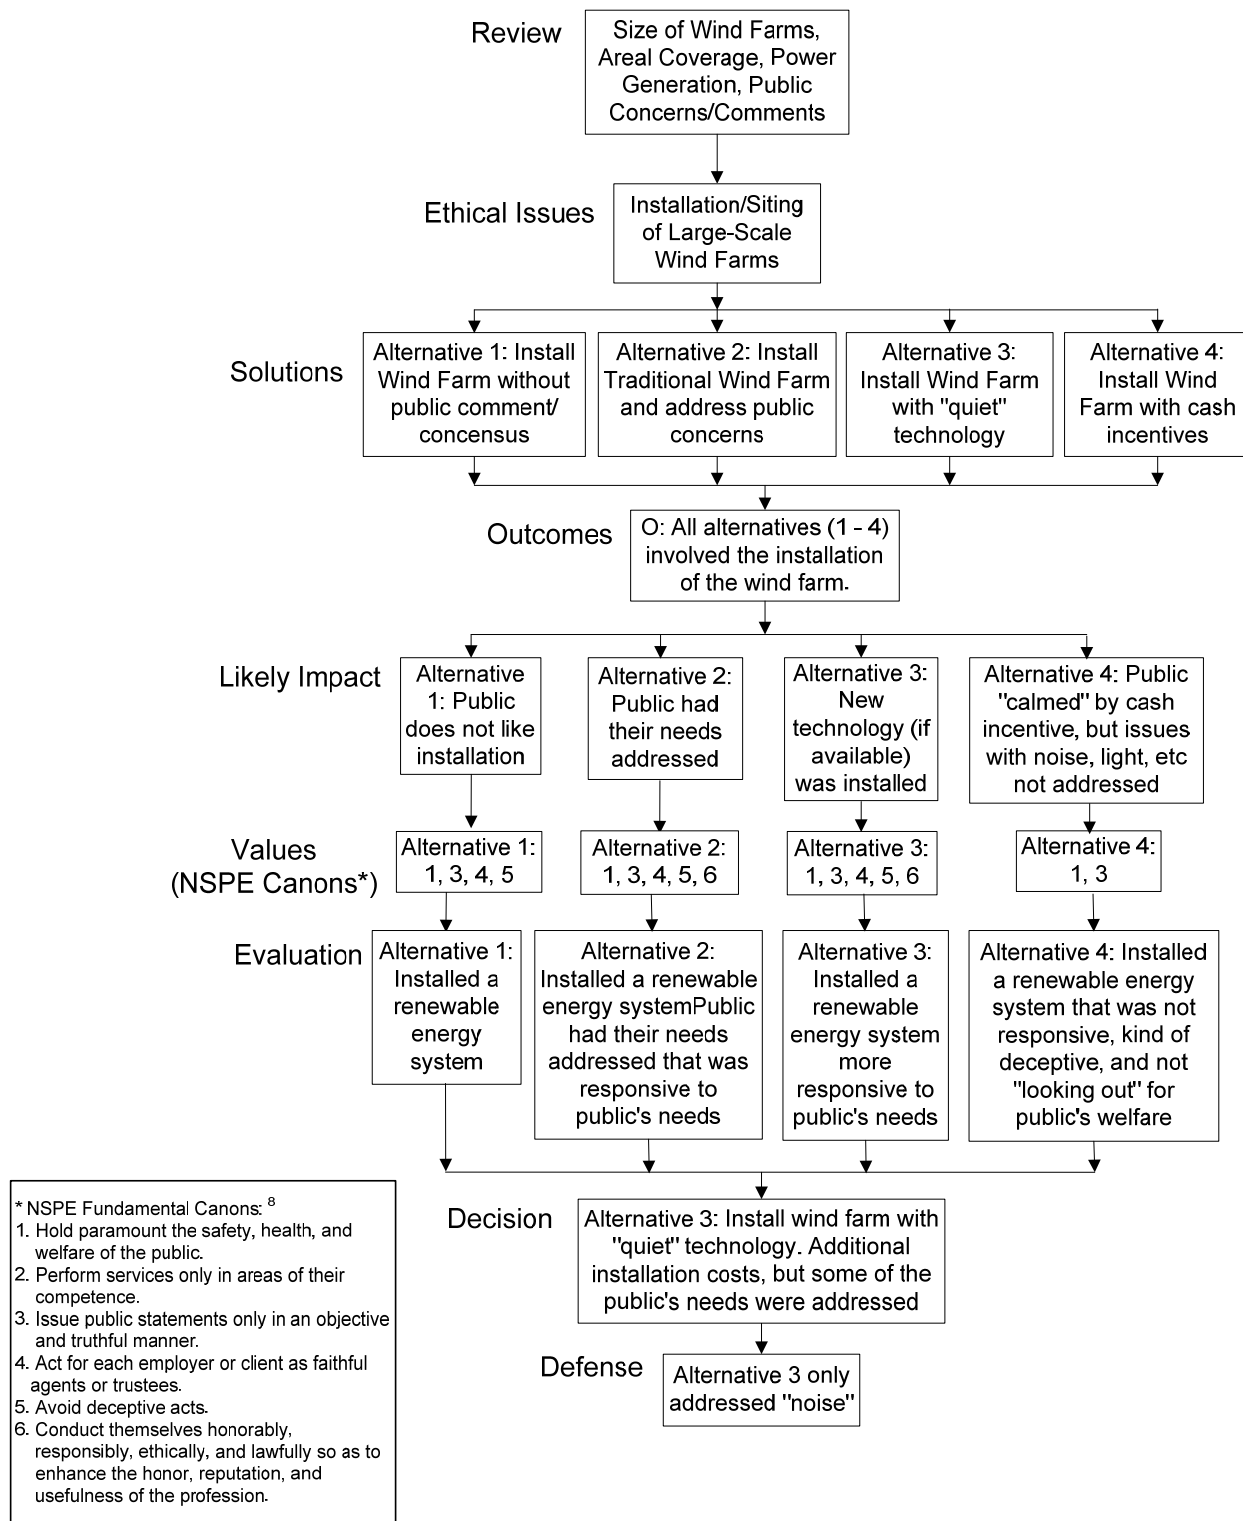 Review
Size of Wind Farms,
Areal Coverage, Power
Generation, Public
Concerns/Comments
Ethical Issues
Installation/Siting
of Large-Scale
Wind Farms
Solutions
Alternative 1: Install
Wind Farm without
public comment/
concensus
Alternative 2: Install
Traditional Wind Farm
and address public
concerns
Alternative 3:
Install Wind Farm
with "quiet"
technology
Alternative 4:
Install Wind
Farm with cash
incentives
Outcomes
O: All alternatives (1 - 4)
involved the installation
of the wind farm.
Likely Impact
Alternative
1: Public
does not like
installation
Alternative 2:
Public had
their needs
addressed
Alternative 3:
New
technology (if
available)
was installed
Alternative 4: Public
"calmed" by cash
incentive, but issues
with noise, light, etc
not addressed
Values
(NSPE Canons*)
Alternative 1:
1, 3, 4, 5
Alternative 2:
1, 3, 4, 5, 6
Alternative 3:
1, 3, 4, 5, 6
Alternative 4:
1, 3
Evaluation
Alternative 1:
Installed a
renewable
energy
system
Alternative 2:
Installed a renewable
energy systemPublic
had their needs
addressed that was
responsive to
public's needs
Alternative 3:
Installed a
renewable
energy system
more
responsive to
public's needs
Alternative 4: Installed
a renewable energy
system that was not
responsive, kind of
deceptive, and not
"looking out" for
public's welfare
Decision
Alternative 3: Install wind farm with
"quiet" technology. Additional
installation costs, but some of the
public's needs were addressed
Defense
Alternative 3 only
addressed "noise"
* NSPE Fundamental Canons: 8
1. Hold paramount the safety, health, and
welfare of the public.
2. Perform services only in areas of their
competence.
3. Issue public statements only in an objective
and truthful manner.
4. Act for each employer or client as faithful
agents or trustees.
5. Avoid deceptive acts.
6. Conduct themselves honorably,
responsibly, ethically, and lawfully so as to
enhance the honor, reputation, and
usefulness of the profession.